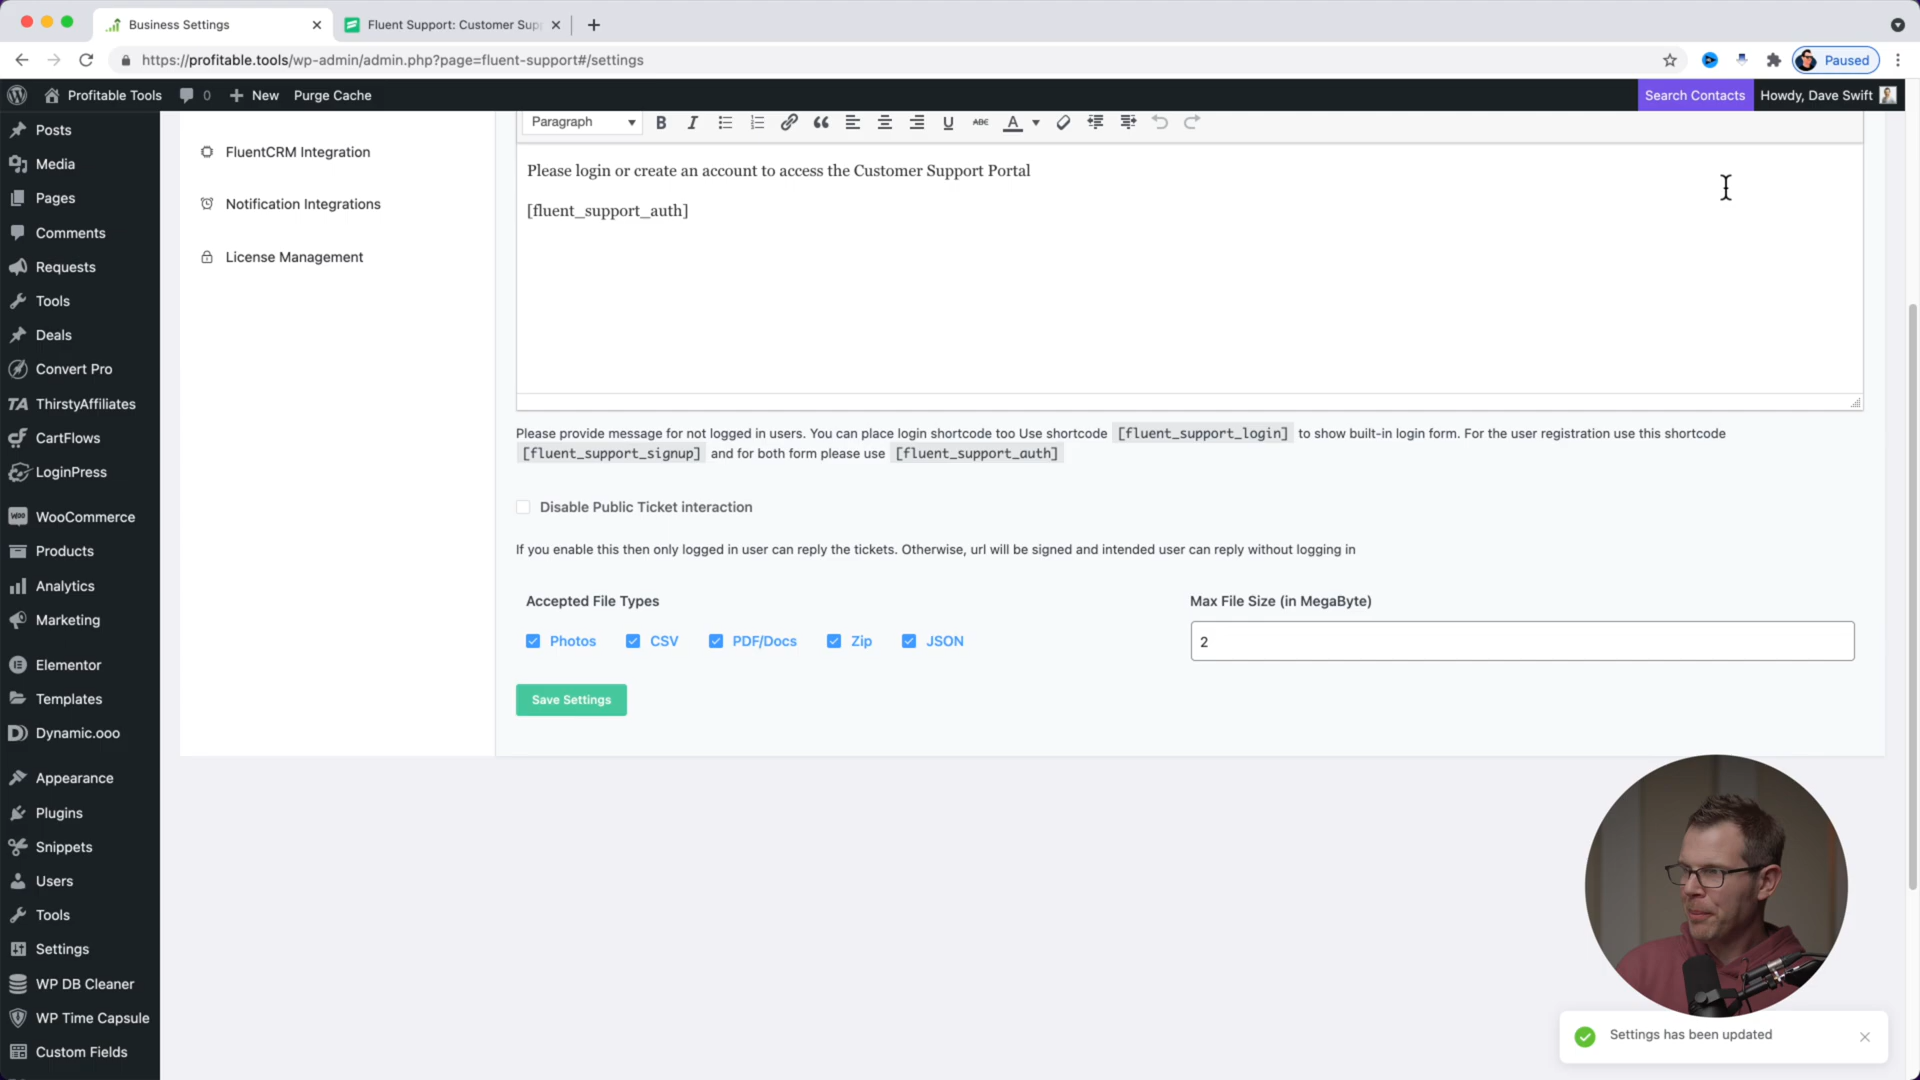 Business Settings
Fluent Support: Customer Sup
https://profitable.tools/wp-admin/admin.php?page=fluent-support#/settings
Paused
Profitable Tools
0
New
Purge Cache
Search Contacts
Howdy, Dave Swift
Posts
Media
Pages
Comments
Requests
Tools
Deals
Convert Pro
TA ThirstyAffiliates
CartFlows
LoginPress
Woo WooCommerce
Products
Analytics
Marketing
Elementor
Templates
Dynamic.ooo
Appearance
Plugins
Snippets
Users
Tools
Settings
WP DB Cleaner
WP Time Capsule
Custom Fields
FluentCRM Integration
Notification Integrations
License Management
Paragraph
B I U ABC A
Please login or create an account to access the Customer Support Portal
[fluent_support_auth]
Please provide message for not logged in users. You can place login shortcode too Use shortcode [fluent_support_login] to show built-in login form. For the user registration use this shortcode
[fluent_support_signup] and for both form please use [fluent_support_auth]
Disable Public Ticket interaction
If you enable this then only logged in user can reply the tickets. Otherwise, url will be signed and intended user can reply without logging in
Accepted File Types
Photos CSV PDF/Docs Zip JSON
Max File Size (in MegaByte)
2
Save Settings
Settings has been updated